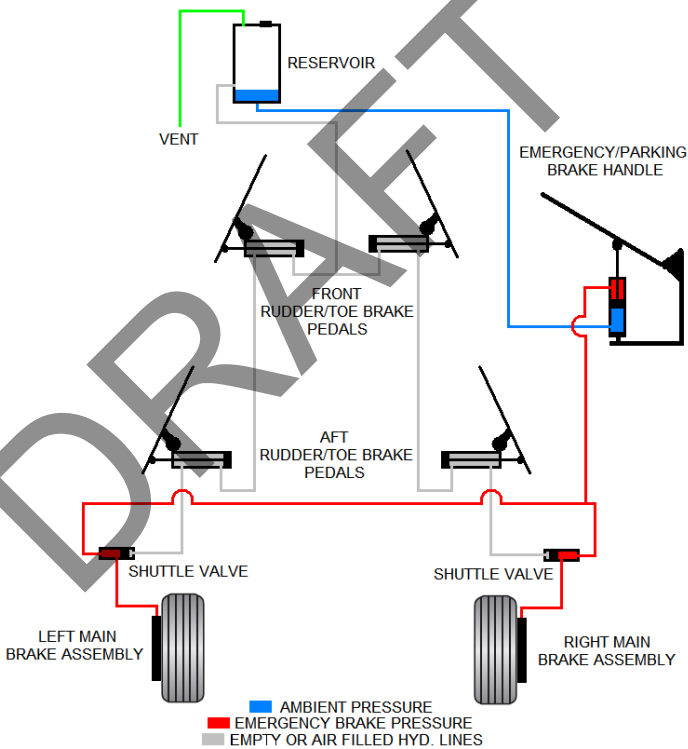 RESERVOIR
VENT
EMERGENCY/PARKING
BRAKE HANDLE
FRONT
RUDDER/TOE BRAKE
PEDALS
AFT
RUDDER/TOE BRAKE
PEDALS
SHUTTLE VALVE
SHUTTLE VALVE
LEFT MAIN
BRAKE ASSEMBLY
RIGHT MAIN
BRAKE ASSEMBLY
AMBIENT PRESSURE
EMERGENCY BRAKE PRESSURE
EMPTY OR AIR FILLED HYD. LINES
DRAFT